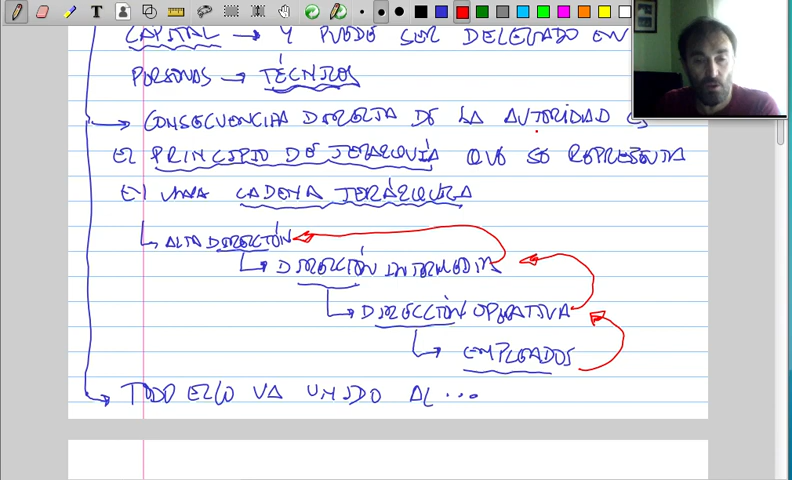 CAPITAL → Y PUEDE SER DELEGADO EN
PERSONAS → TÉCNICOS
→ CONSECUENCIA DIRECTA DE LA AUTORIDAD ES
EL PRINCIPIO DE JERARQUÍA QUE SE REPRESENTA
EN UNA CADENA JERÁRQUICA
ALTA DIRECCIÓN
DIRECCIÓN INTERMEDIA
DIRECCIÓN OPERATIVA
EMPLEADOS
TODO ELLO VA UNIDO AL ...